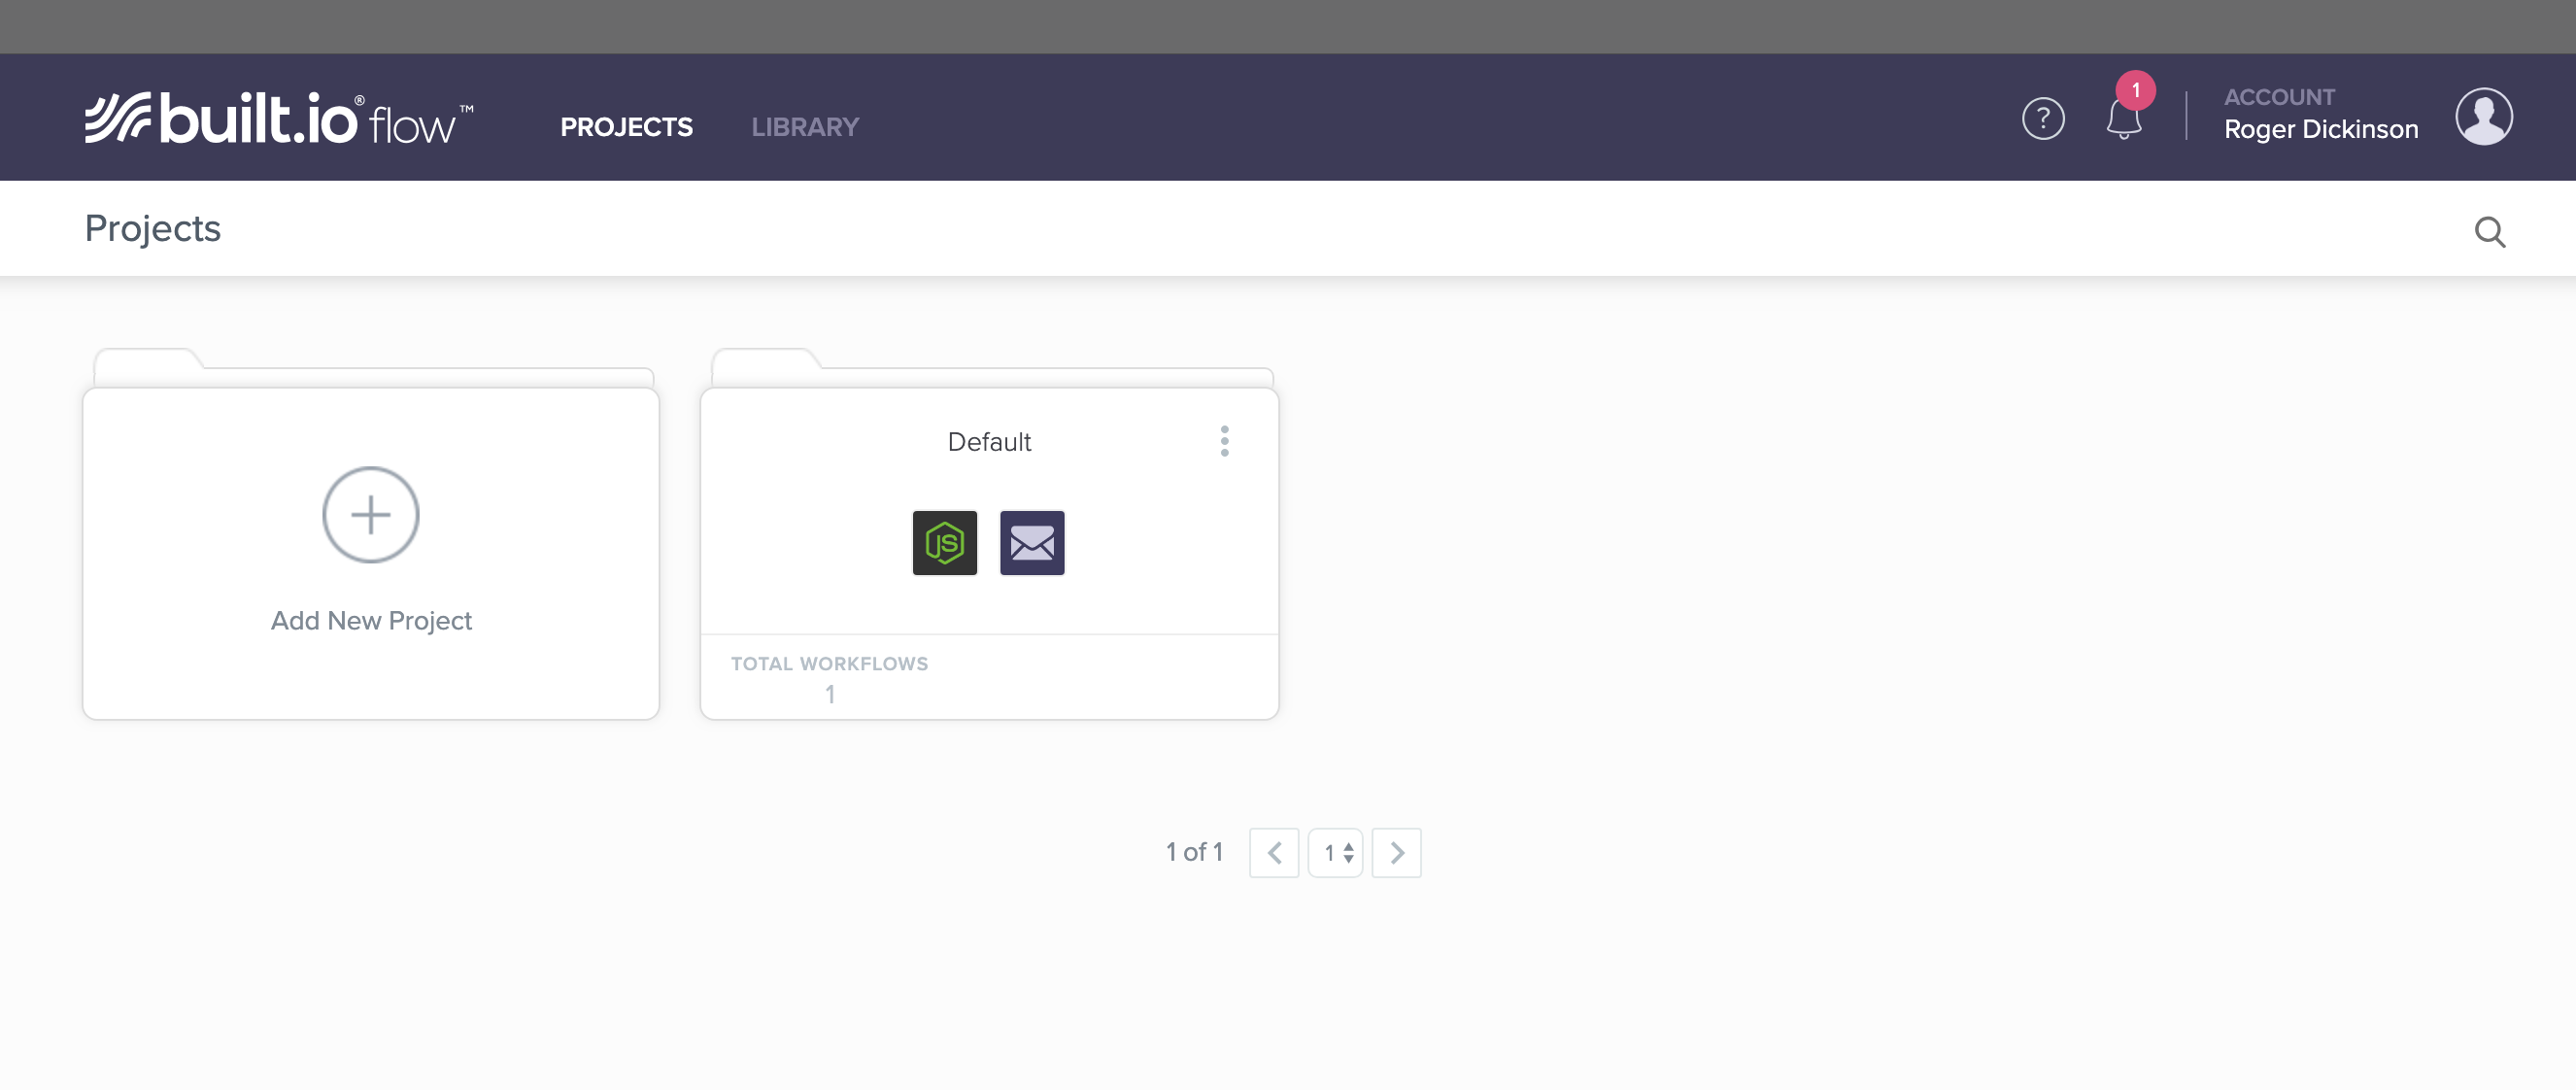 built.io® flow™
PROJECTS
LIBRARY
?
1
ACCOUNT
Roger Dickinson
Projects
Add New Project
Default
JS
TOTAL WORKFLOWS
1
1 of 1
1